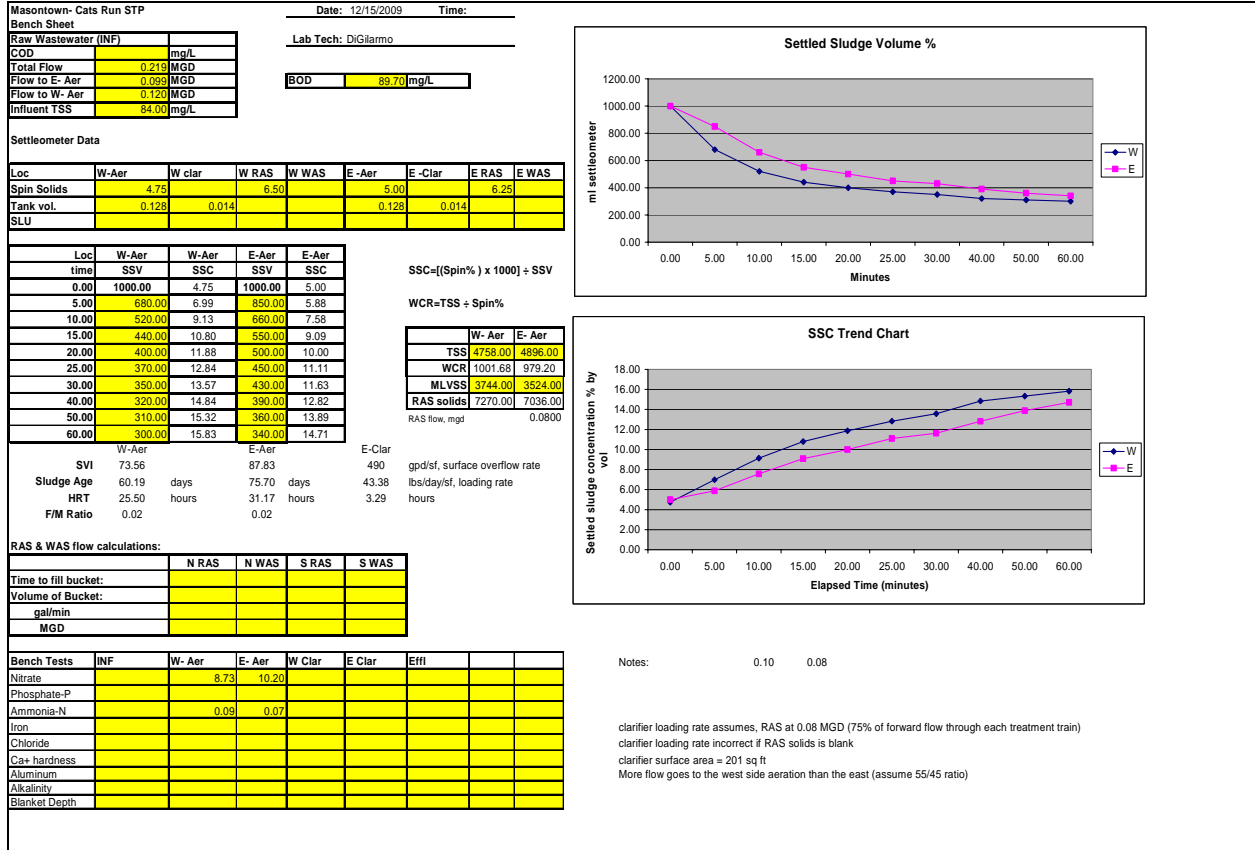 Masontown- Cats Run STP
Date: 12/15/2009 Time:
Bench Sheet
Raw Wastewater (INF)
Lab Tech: DiGilarmo
COD mg/L
Total Flow 0.219 MGD
Flow to E- Aer 0.099 MGD
BOD 89.70 mg/L
Flow to W- Aer 0.120 MGD
Influent TSS 84.00 mg/L
Settleometer Data
Loc W-Aer W clar W RAS W WAS E -Aer E -Clar E RAS E WAS
Spin Solids 4.75 6.50 5.00 6.25
Tank vol. 0.128 0.014 0.128 0.014
SLU
Loc W-Aer W-Aer E-Aer E-Aer
time SSV SSC SSV SSC
0.00 1000.00 4.75 1000.00 5.00
5.00 680.00 6.99 850.00 5.88
10.00 520.00 9.13 660.00 7.58
15.00 440.00 10.80 550.00 9.09
20.00 400.00 11.88 500.00 10.00
25.00 370.00 12.84 450.00 11.11
30.00 350.00 13.57 430.00 11.63
40.00 320.00 14.84 390.00 12.82
50.00 310.00 15.32 360.00 13.89
60.00 300.00 15.83 340.00 14.71
SSC=[(Spin% ) x 1000] ÷ SSV
WCR=TSS ÷ Spin%
W- Aer E- Aer
TSS 4758.00 4896.00
WCR 1001.68 979.20
MLVSS 3744.00 3524.00
RAS solids 7270.00 7036.00
RAS flow, mgd 0.0800
W-Aer E-Aer E-Clar
SVI 73.56 87.83 490 gpd/sf, surface overflow rate
Sludge Age 60.19 days 75.70 days 43.38 lbs/day/sf, loading rate
HRT 25.50 hours 31.17 hours 3.29 hours
F/M Ratio 0.02 0.02
RAS & WAS flow calculations:
N RAS N WAS S RAS S WAS
Time to fill bucket:
Volume of Bucket:
gal/min
MGD
Bench Tests INF W- Aer E- Aer W Clar E Clar Effl
Nitrate 8.73 10.20
Phosphate-P
Ammonia-N 0.09 0.07
Iron
Chloride
Ca+ hardness
Aluminum
Alkalinity
Blanket Depth
Settled Sludge Volume %
ml settleometer
1200.00
1000.00
800.00
600.00
400.00
200.00
0.00
0.00 5.00 10.00 15.00 20.00 25.00 30.00 40.00 50.00 60.00
Minutes
W
E
SSC Trend Chart
Settled sludge concentration % by
vol
18.00
16.00
14.00
12.00
10.00
8.00
6.00
4.00
2.00
0.00
0.00 5.00 10.00 15.00 20.00 25.00 30.00 40.00 50.00 60.00
Elapsed Time (minutes)
W
E
Notes: 0.10 0.08
clarifier loading rate assumes, RAS at 0.08 MGD (75% of forward flow through each treatment train)
clarifier loading rate incorrect if RAS solids is blank
clarifier surface area = 201 sq ft
More flow goes to the west side aeration than the east (assume 55/45 ratio)